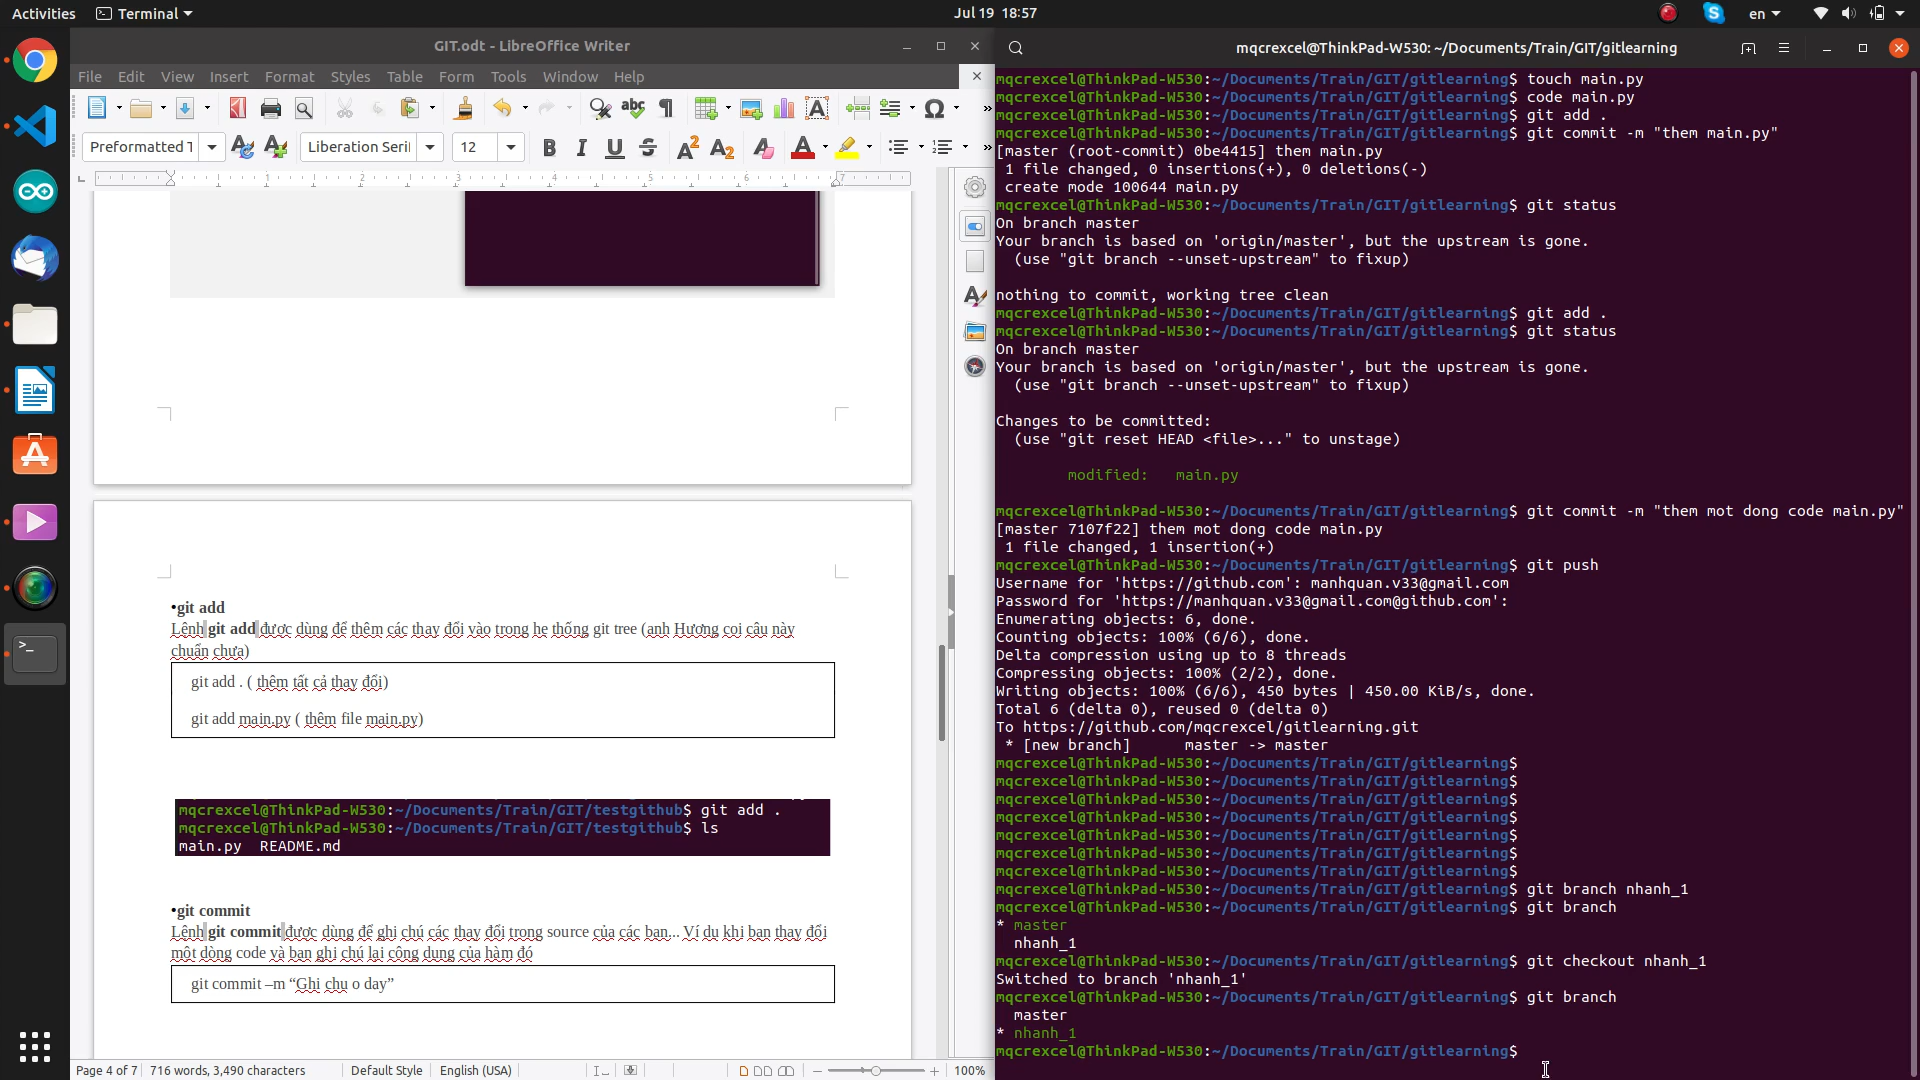 Activities
Terminal
Jul 19 18:57
en
GIT.odt - LibreOffice Writer
File Edit View Insert Format Styles Table Form Tools Window Help
Liberation Seri
12
•git add
Lệnh git add được dùng để thêm các thay đổi vào trong hẹ thống git tree (anh Hương coi câu này
chuẩn chưa)
git add . ( thêm tất cả thay đổi)
git add main.py ( thêm file main.py)
mqcrexcel@ThinkPad-W530:~/Documents/Train/GIT/testgithub$ git add .
mqcrexcel@ThinkPad-W530:~/Documents/Train/GIT/testgithub$ ls
main.py README.md
•git commit
Lệnh git commit được dùng để ghi chú các thay đổi trong source của các bạn... Ví dụ khi bạn thay đổi
một dòng code và bạn ghi chú lại công dụng của hàm đó
git commit –m “Ghi chu o day”
Page 4 of 7
716 words, 3,490 characters
Default Style
English (USA)
100%
mqcrexcel@ThinkPad-W530: ~/Documents/Train/GIT/gitlearning
mqcrexcel@ThinkPad-W530:~/Documents/Train/GIT/gitlearning$ touch main.py
mqcrexcel@ThinkPad-W530:~/Documents/Train/GIT/gitlearning$ code main.py
mqcrexcel@ThinkPad-W530:~/Documents/Train/GIT/gitlearning$ git add .
mqcrexcel@ThinkPad-W530:~/Documents/Train/GIT/gitlearning$ git commit -m "them main.py"
[master (root-commit) 0be4415] them main.py
1 file changed, 0 insertions(+), 0 deletions(-)
create mode 100644 main.py
mqcrexcel@ThinkPad-W530:~/Documents/Train/GIT/gitlearning$ git status
On branch master
Your branch is based on 'origin/master', but the upstream is gone.
(use "git branch --unset-upstream" to fixup)
nothing to commit, working tree clean
mqcrexcel@ThinkPad-W530:~/Documents/Train/GIT/gitlearning$ git add .
mqcrexcel@ThinkPad-W530:~/Documents/Train/GIT/gitlearning$ git status
On branch master
Your branch is based on 'origin/master', but the upstream is gone.
(use "git branch --unset-upstream" to fixup)
Changes to be committed:
(use "git reset HEAD <file>..." to unstage)
modified: main.py
mqcrexcel@ThinkPad-W530:~/Documents/Train/GIT/gitlearning$ git commit -m "them mot dong code main.py"
[master 7107f22] them mot dong code main.py
1 file changed, 1 insertion(+)
mqcrexcel@ThinkPad-W530:~/Documents/Train/GIT/gitlearning$ git push
Username for 'https://github.com': manhquan.v33@gmail.com
Password for 'https://manhquan.v33@gmail.com@github.com':
Enumerating objects: 6, done.
Counting objects: 100% (6/6), done.
Delta compression using up to 8 threads
Compressing objects: 100% (2/2), done.
Writing objects: 100% (6/6), 450 bytes | 450.00 KiB/s, done.
Total 6 (delta 0), reused 0 (delta 0)
To https://github.com/mqcrexcel/gitlearning.git
* [new branch] master -> master
mqcrexcel@ThinkPad-W530:~/Documents/Train/GIT/gitlearning$
mqcrexcel@ThinkPad-W530:~/Documents/Train/GIT/gitlearning$
mqcrexcel@ThinkPad-W530:~/Documents/Train/GIT/gitlearning$
mqcrexcel@ThinkPad-W530:~/Documents/Train/GIT/gitlearning$
mqcrexcel@ThinkPad-W530:~/Documents/Train/GIT/gitlearning$
mqcrexcel@ThinkPad-W530:~/Documents/Train/GIT/gitlearning$
mqcrexcel@ThinkPad-W530:~/Documents/Train/GIT/gitlearning$
mqcrexcel@ThinkPad-W530:~/Documents/Train/GIT/gitlearning$ git branch nhanh_1
mqcrexcel@ThinkPad-W530:~/Documents/Train/GIT/gitlearning$ git branch
* master
nhanh_1
mqcrexcel@ThinkPad-W530:~/Documents/Train/GIT/gitlearning$ git checkout nhanh_1
Switched to branch 'nhanh_1'
mqcrexcel@ThinkPad-W530:~/Documents/Train/GIT/gitlearning$ git branch
master
* nhanh_1
mqcrexcel@ThinkPad-W530:~/Documents/Train/GIT/gitlearning$